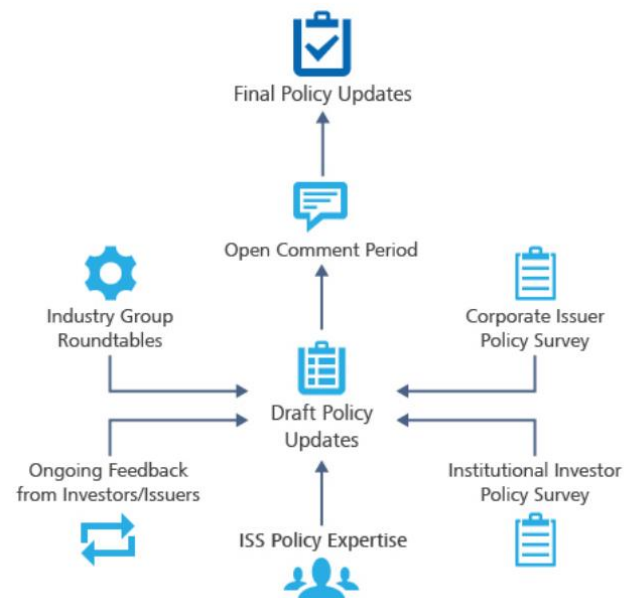 Final Policy Updates
Open Comment Period
Industry Group
Roundtables
Corporate Issuer
Policy Survey
Draft Policy
Updates
Ongoing Feedback
from Investors/Issuers
Institutional Investor
Policy Survey
ISS Policy Expertise